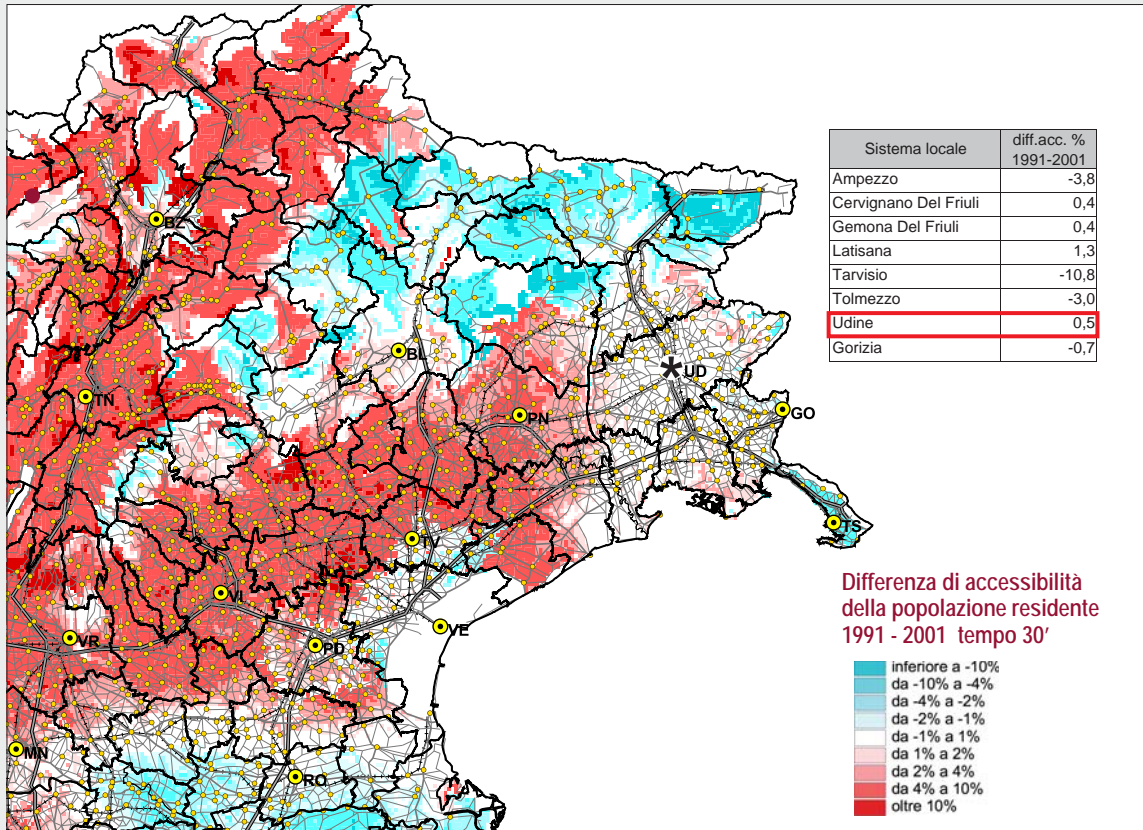 Sistema locale diff.acc. % 1991-2001
Ampezzo -3,8
Cervignano Del Friuli 0,4
Gemona Del Friuli 0,4
Latisana 1,3
Tarvisio -10,8
Tolmezzo -3,0
Udine 0,5
Gorizia -0,7
BZ
BL
UD
TN
PN
GO
TS
TV
VI
VE
VR
PD
MN
RO
Differenza di accessibilità
della popolazione residente
1991 - 2001 tempo 30'
inferiore a -10%
da -10% a -4%
da -4% a -2%
da -2% a -1%
da -1% a 1%
da 1% a 2%
da 2% a 4%
da 4% a 10%
oltre 10%